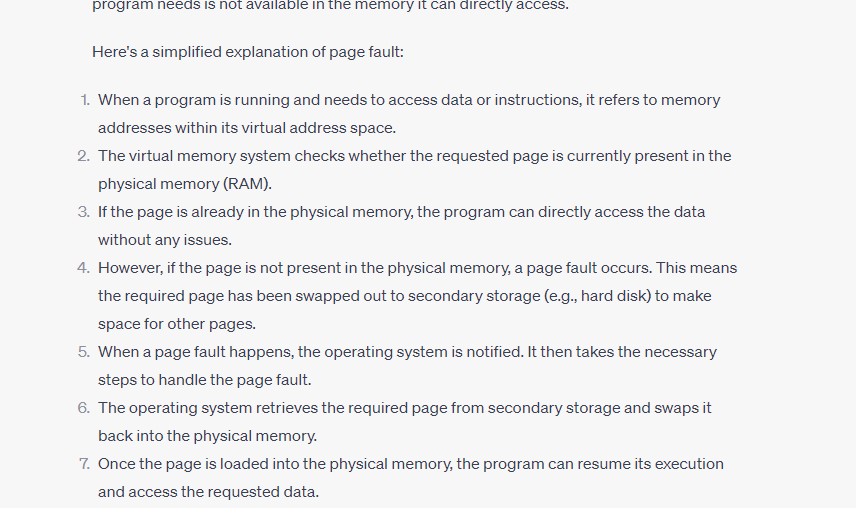 program needs is not available in the memory it can directly access.
Here's a simplified explanation of page fault:
1. When a program is running and needs to access data or instructions, it refers to memory
addresses within its virtual address space.
2. The virtual memory system checks whether the requested page is currently present in the
physical memory (RAM).
3. If the page is already in the physical memory, the program can directly access the data
without any issues.
4. However, if the page is not present in the physical memory, a page fault occurs. This means
the required page has been swapped out to secondary storage (e.g., hard disk) to make
space for other pages.
5. When a page fault happens, the operating system is notified. It then takes the necessary
steps to handle the page fault.
6. The operating system retrieves the required page from secondary storage and swaps it
back into the physical memory.
7. Once the page is loaded into the physical memory, the program can resume its execution
and access the requested data.